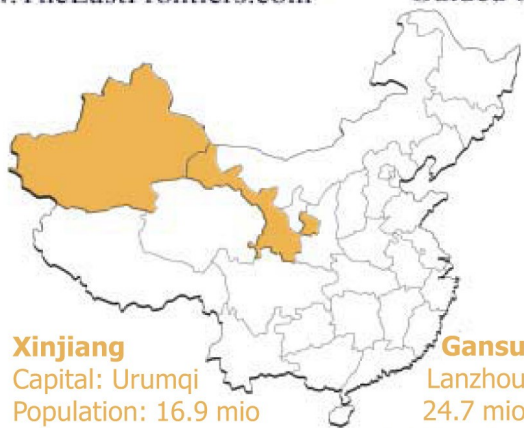 Xinjiang
Capital: Urumqi
Population: 16.9 mio
Gansu
Lanzhou
24.7 mio